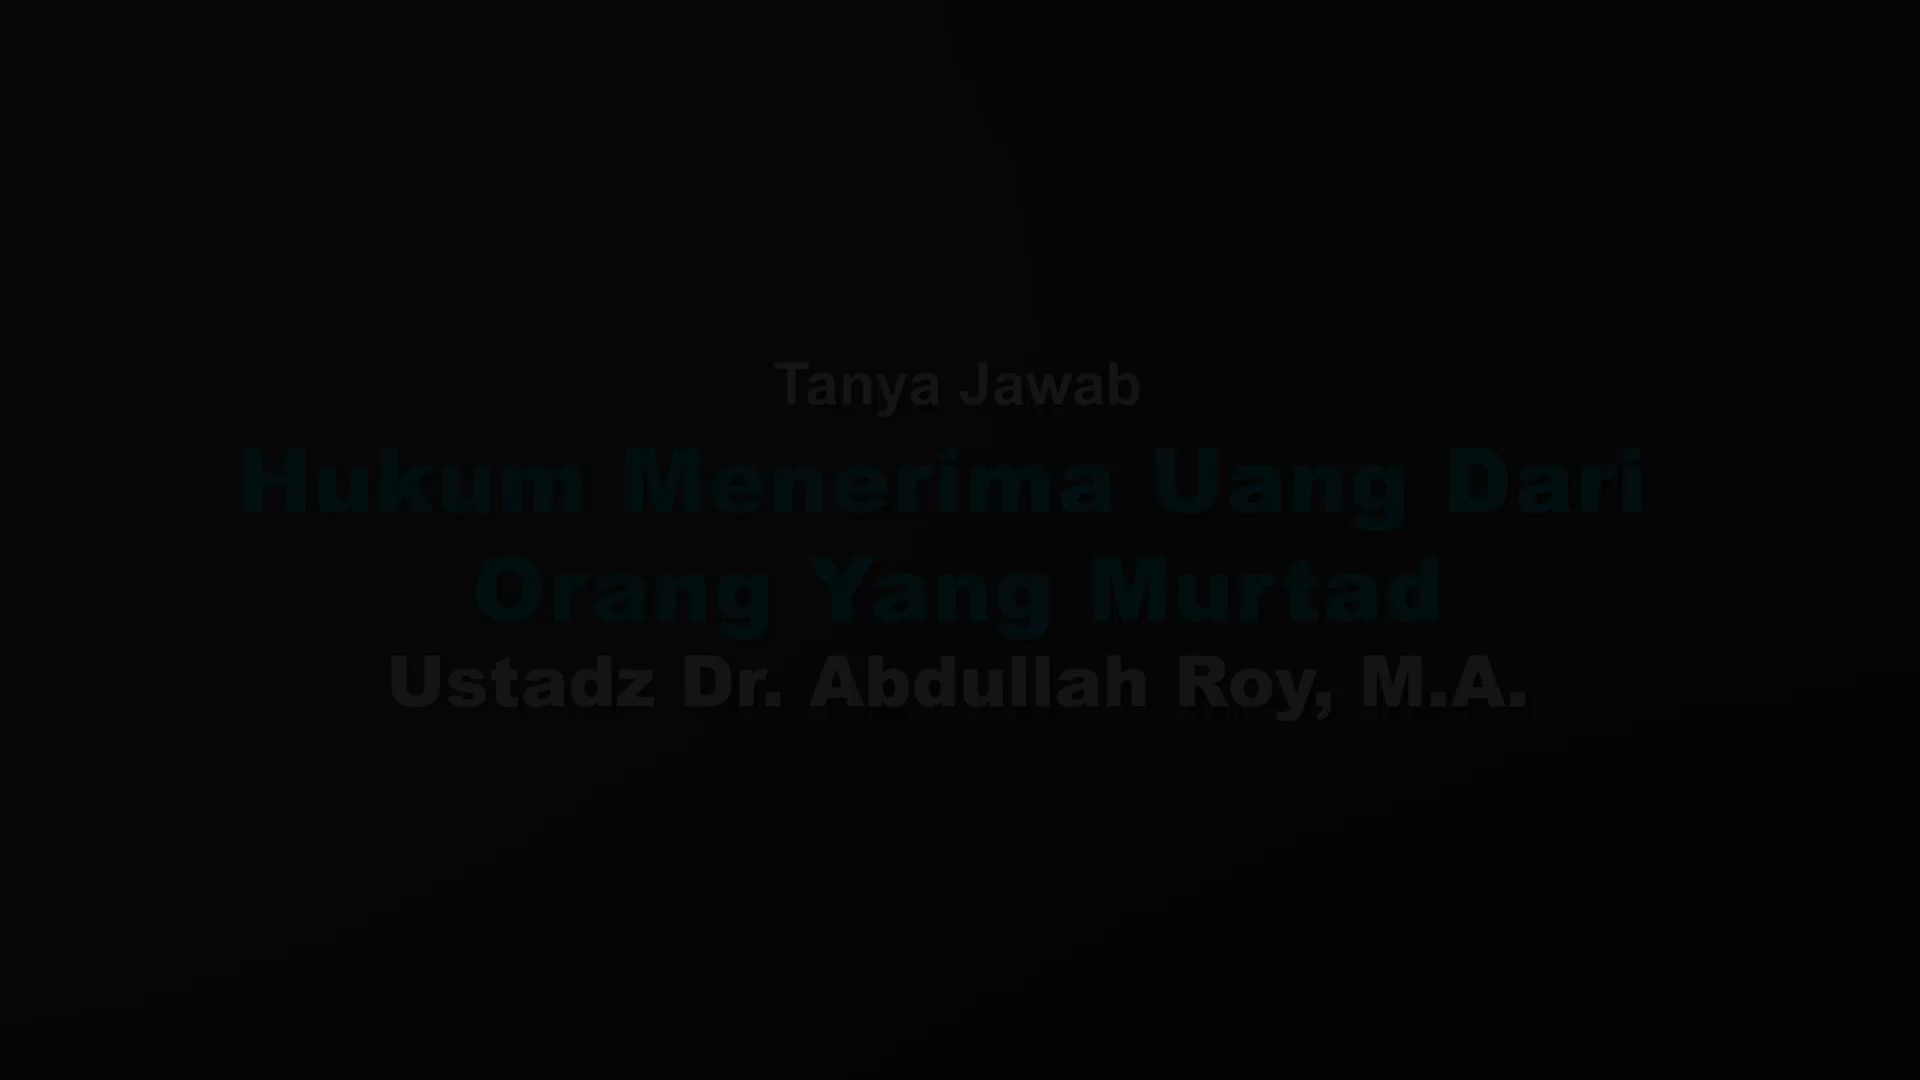 Tanya Jawab
Hukum Menerima Uang Dari
Orang Yang Murtad
Ustadz Dr. Abdullah Roy, M.A.